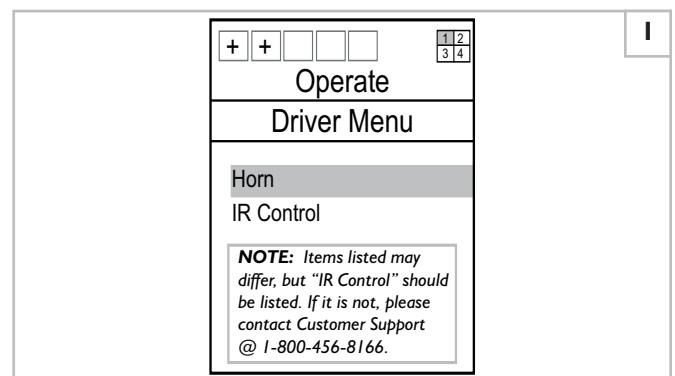 I
+ + 1 2
3 4
Operate
Driver Menu
Horn
IR Control
NOTE: Items listed may
differ, but “IR Control” should
be listed. If it is not, please
contact Customer Support
@ 1-800-456-8166.